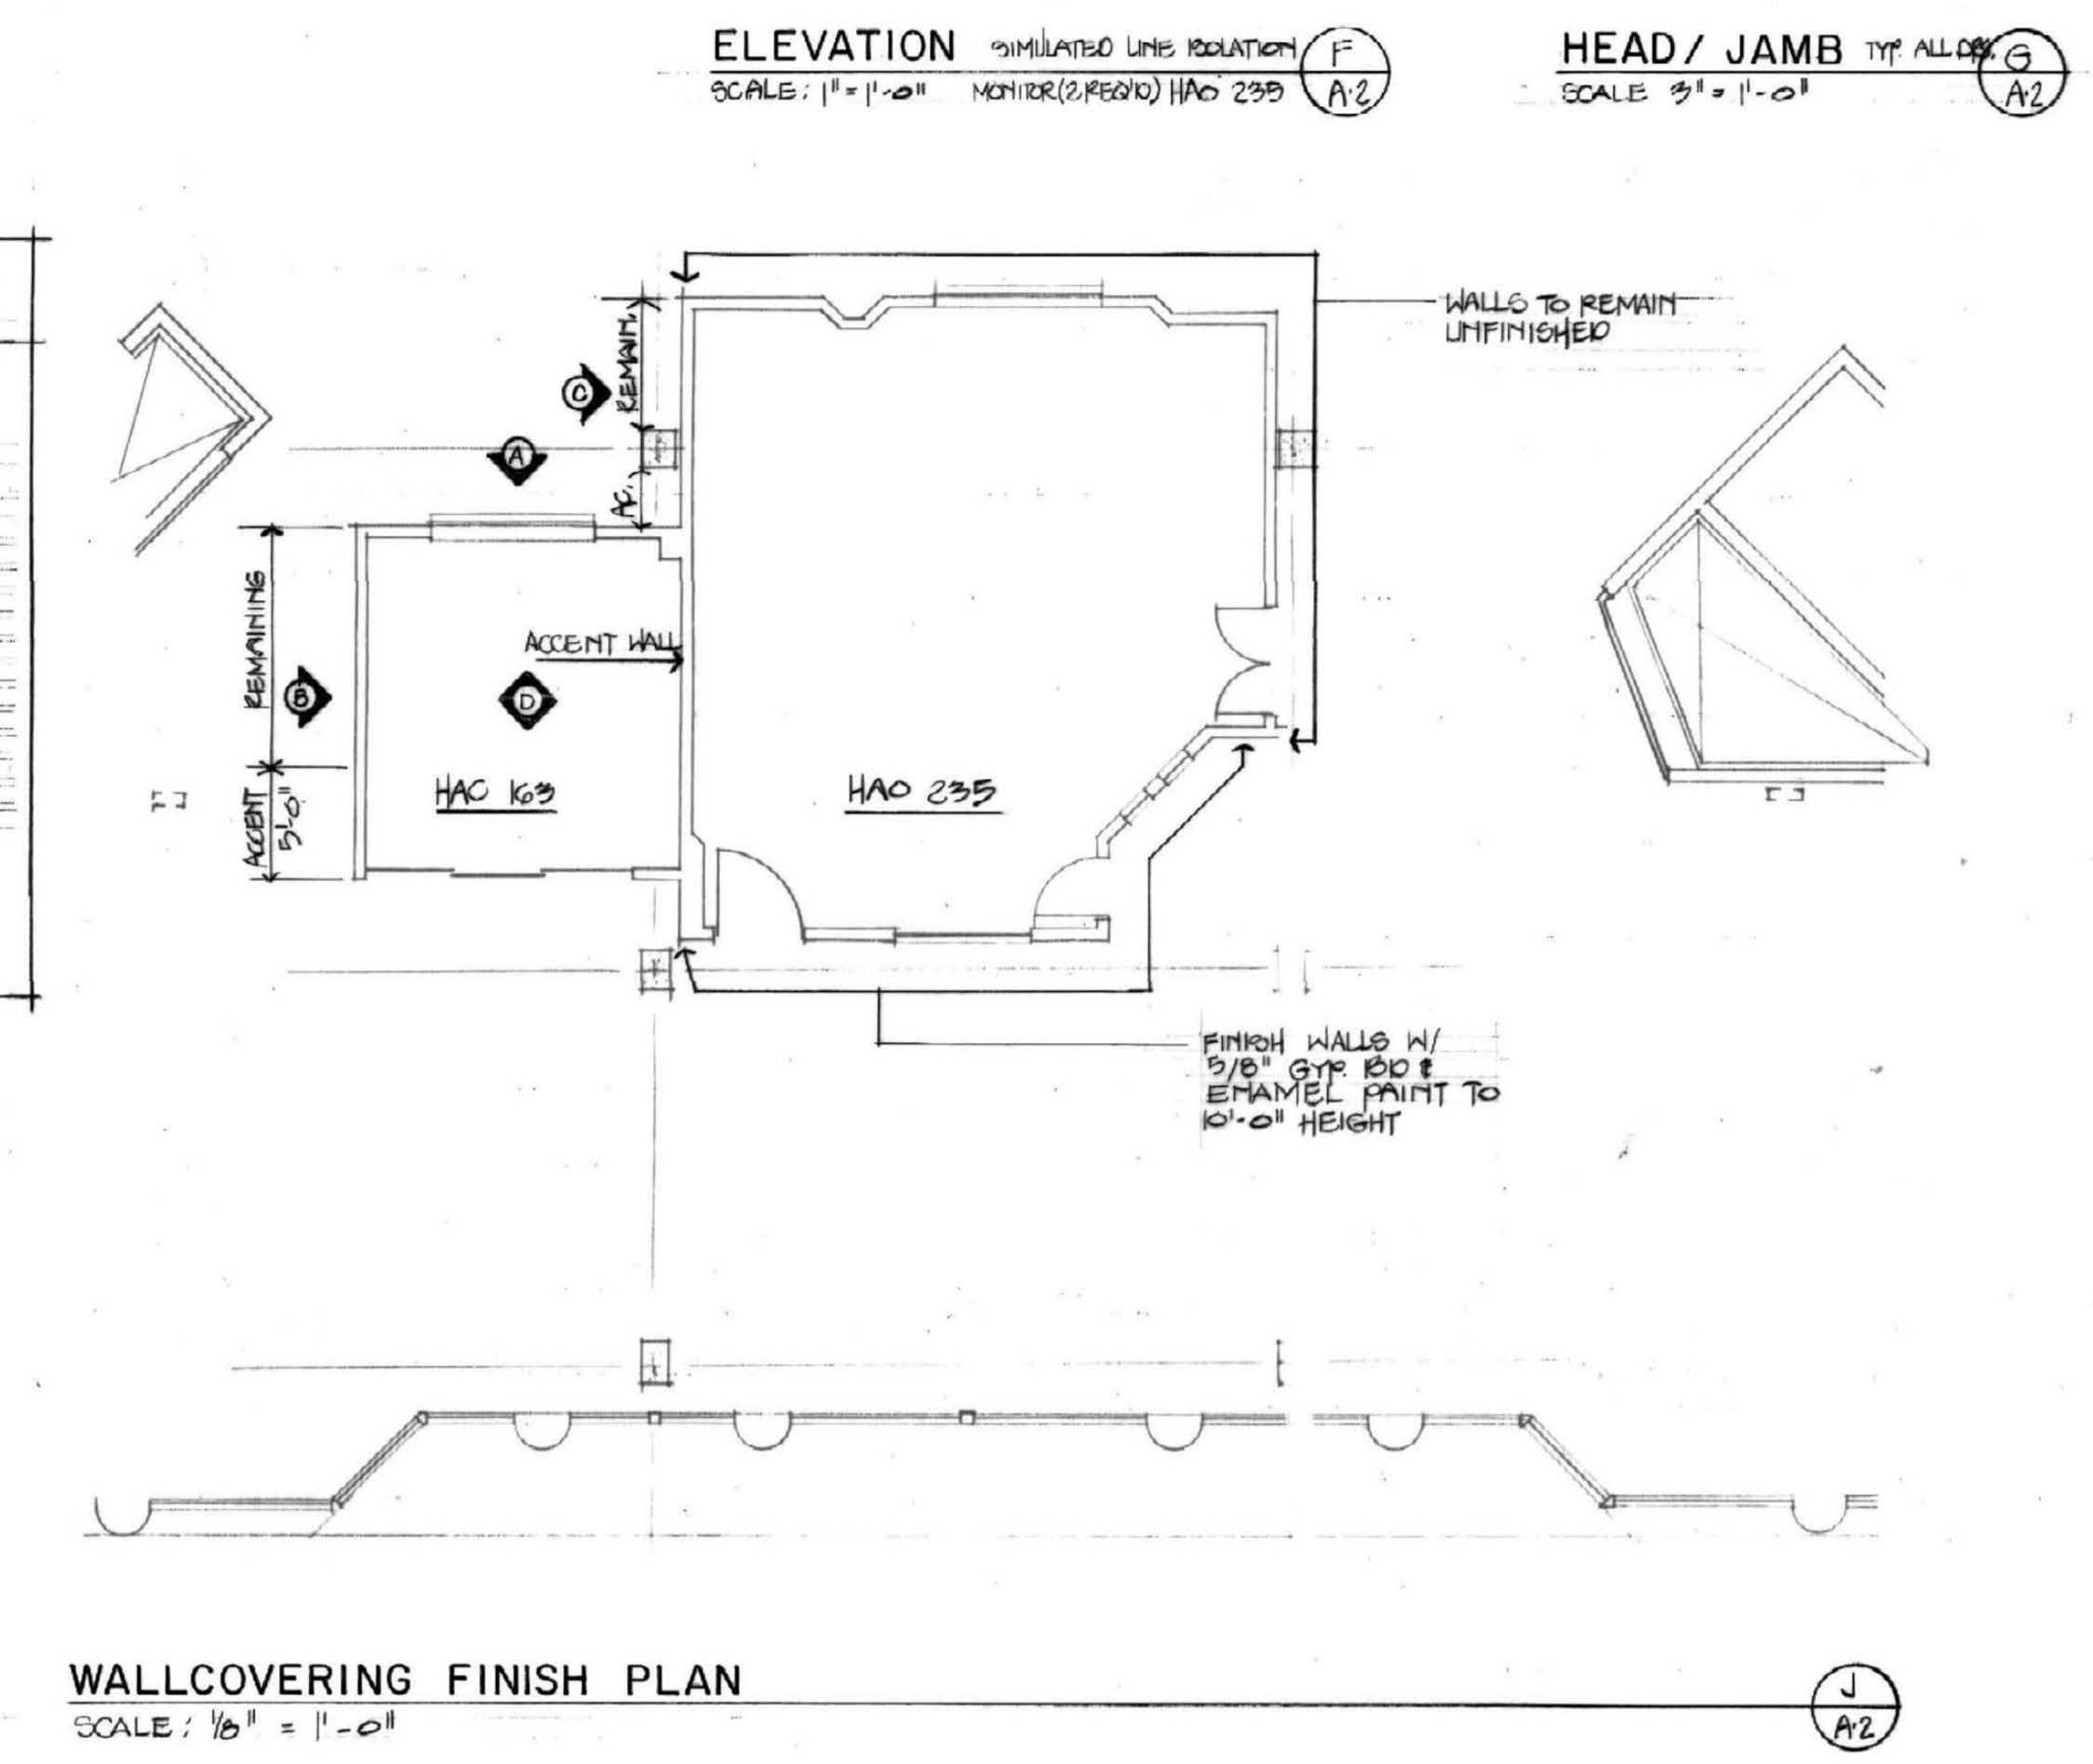 ELEVATION SIMULATED LINE ISOLATION F
SCALE: 1" = 1'-0" MONITOR (2 REQ'D) HAO 235 A·2
HEAD / JAMB TYP. ALL DRS. G
SCALE 3" = 1'-0" A·2
WALLS TO REMAIN
UNFINISHED
REMAIN.
C
A
AC.
REMAINING
B
ACCENT WALL
D
ACCENT
5'-0"
HAC 163
HAO 235
FINISH WALLS W/
5/8" GYP. BD &
ENAMEL PAINT TO
10'-0" HEIGHT
WALLCOVERING FINISH PLAN J
SCALE: 1/8" = 1'-0" A·2